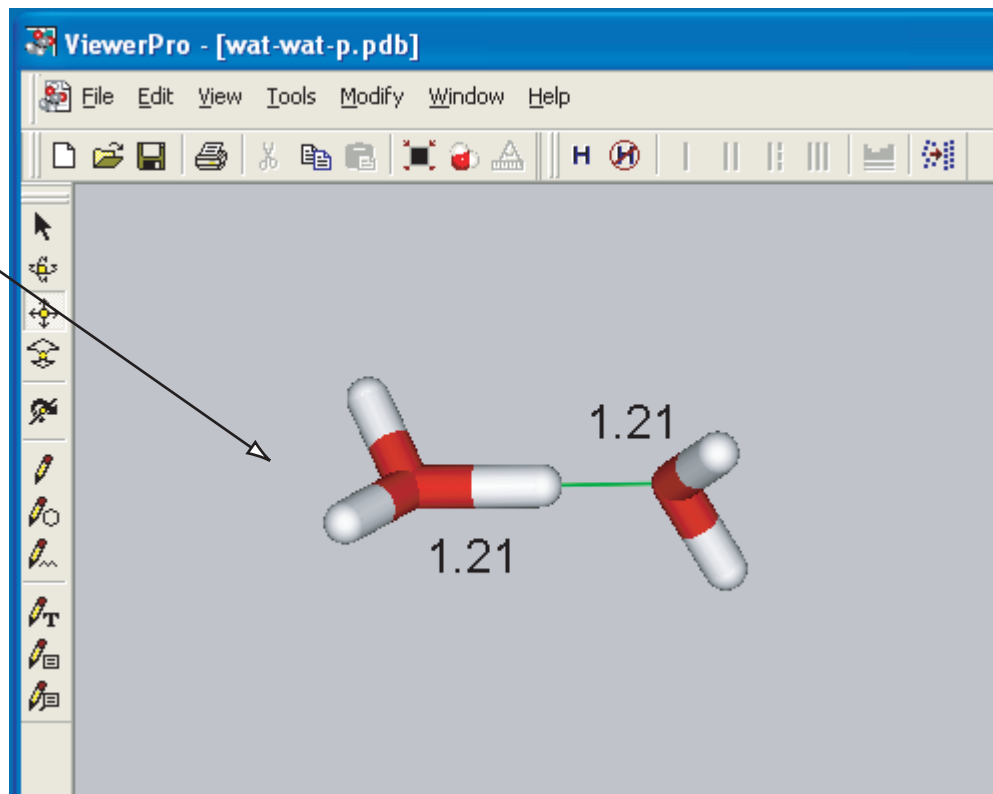 ViewerPro - [wat-wat-p.pdb]
File Edit View Tools Modify Window Help
H H
1.21
1.21
T